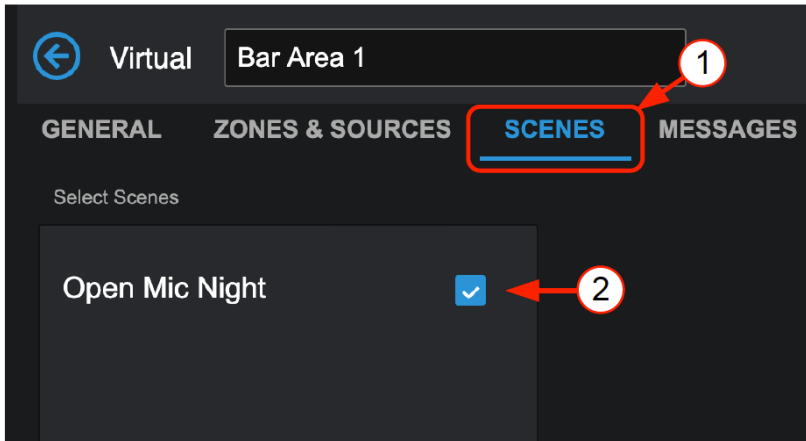 Virtual Bar Area 1
1
GENERAL ZONES & SOURCES SCENES MESSAGES
Select Scenes
Open Mic Night
2